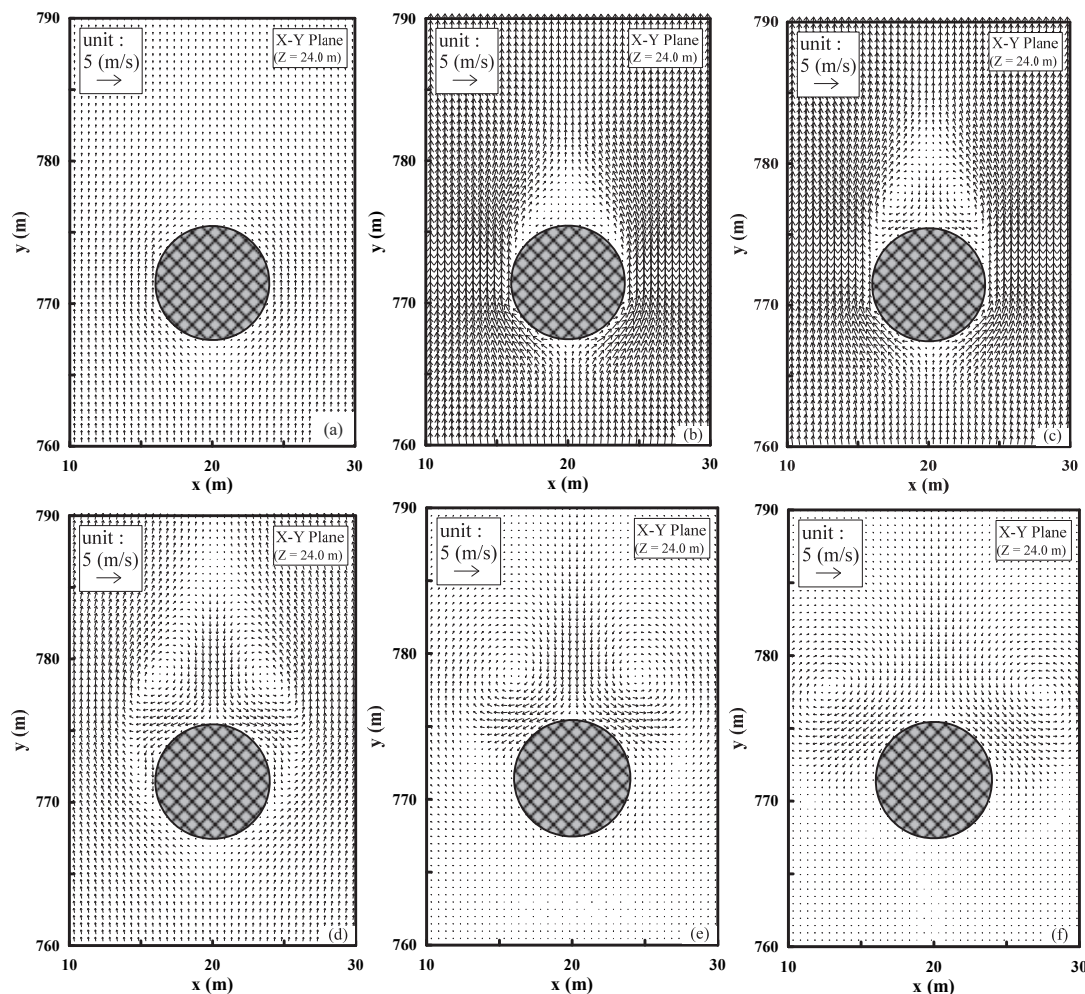 790
unit :
5 (m/s)
X-Y Plane
(Z = 24.0 m)
780
y (m)
770
760
(a)
10
20
30
x (m)
790
unit :
5 (m/s)
X-Y Plane
(Z = 24.0 m)
780
y (m)
770
760
(b)
10
20
30
x (m)
790
unit :
5 (m/s)
X-Y Plane
(Z = 24.0 m)
780
y (m)
770
760
(c)
10
20
30
x (m)
790
unit :
5 (m/s)
X-Y Plane
(Z = 24.0 m)
780
y (m)
770
760
(d)
10
20
30
x (m)
790
unit :
5 (m/s)
X-Y Plane
(Z = 24.0 m)
780
y (m)
770
760
(e)
10
20
30
x (m)
790
unit :
5 (m/s)
X-Y Plane
(Z = 24.0 m)
780
y (m)
770
760
(f)
10
20
30
x (m)